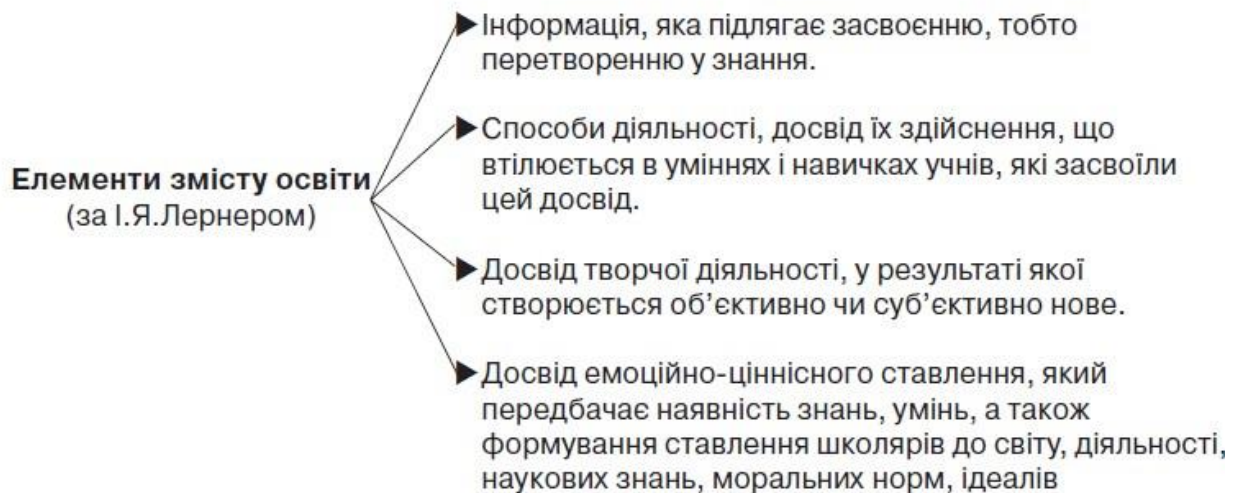 Елементи змісту освіти
(за І.Я.Лернером)
Інформація, яка підлягає засвоєнню, тобто
перетворенню у знання.
Способи діяльності, досвід їх здійснення, що
втілюється в уміннях і навичках учнів, які засвоїли
цей досвід.
Досвід творчої діяльності, у результаті якої
створюється об’єктивно чи суб’єктивно нове.
Досвід емоційно-ціннісного ставлення, який
передбачає наявність знань, умінь, а також
формування ставлення школярів до світу, діяльності,
наукових знань, моральних норм, ідеалів